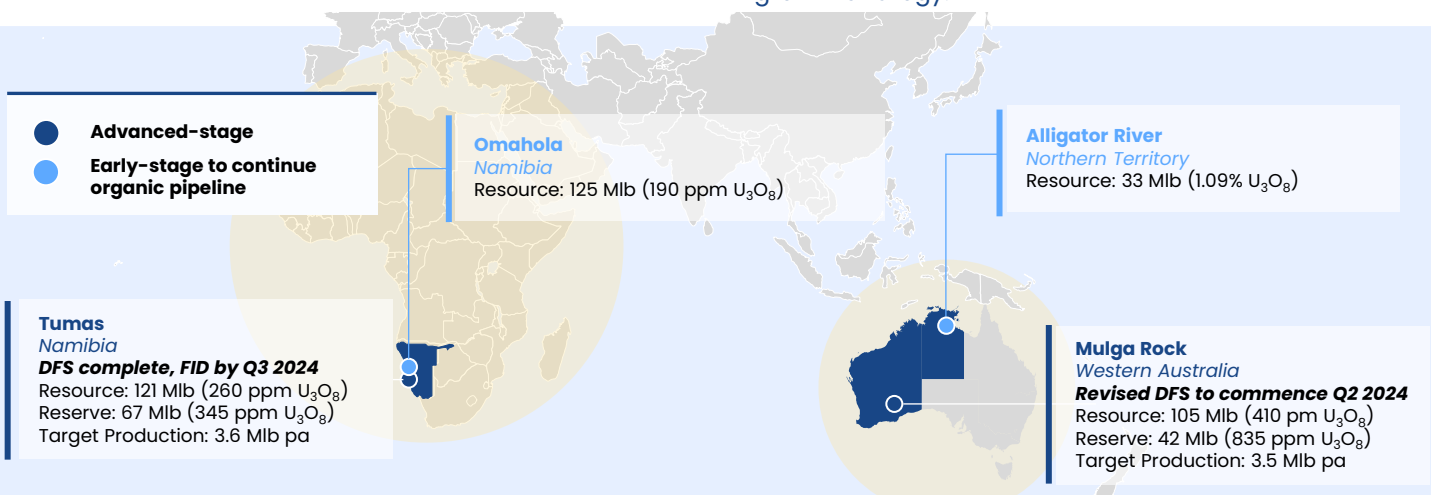 Advanced-stage
Early-stage to continue
organic pipeline
Omahola
Namibia
Resource: 125 Mlb (190 ppm U₃O₈)
Alligator River
Northern Territory
Resource: 33 Mlb (1.09% U₃O₈)
Tumas
Namibia
DFS complete, FID by Q3 2024
Resource: 121 Mlb (260 ppm U₃O₈)
Reserve: 67 Mlb (345 ppm U₃O₈)
Target Production: 3.6 Mlb pa
Mulga Rock
Western Australia
Revised DFS to commence Q2 2024
Resource: 105 Mlb (410 pm U₃O₈)
Reserve: 42 Mlb (835 ppm U₃O₈)
Target Production: 3.5 Mlb pa